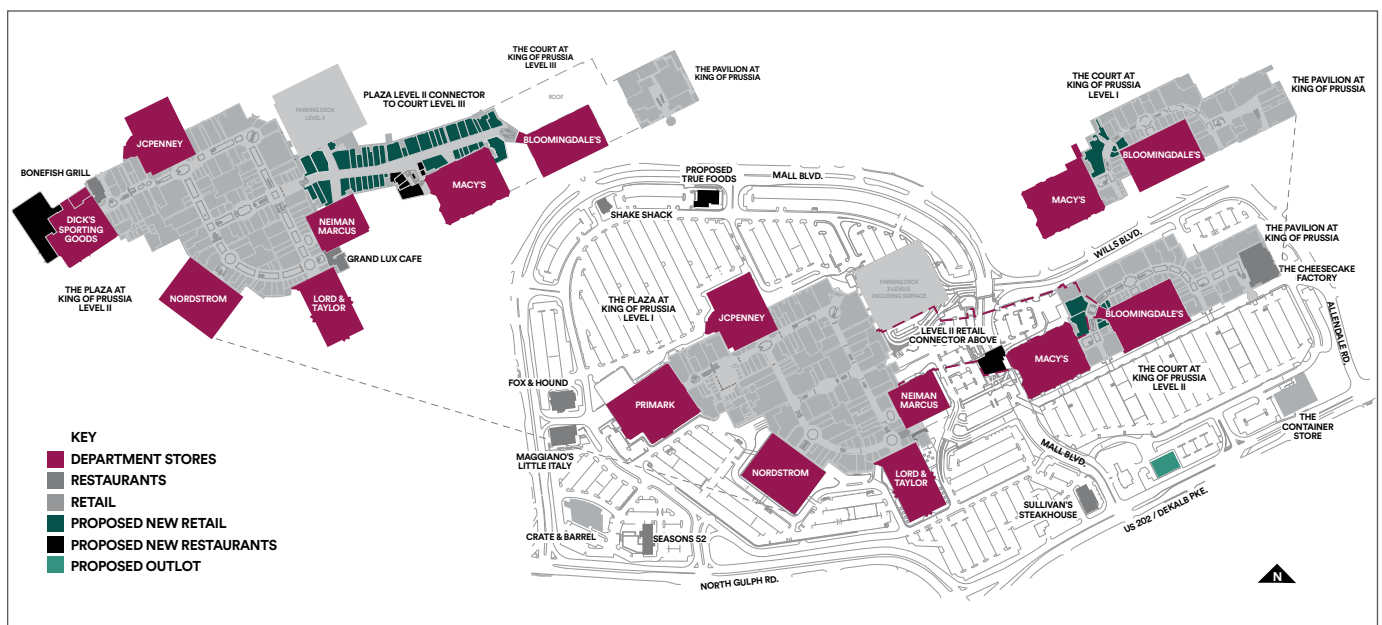 THE COURT AT
KING OF PRUSSIA
LEVEL III
THE PAVILION AT
KING OF PRUSSIA
PLAZA LEVEL II CONNECTOR
TO COURT LEVEL III
ROOF
PARKING DECK
LEVEL II
JCPENNEY
BLOOMINGDALE'S
BONEFISH GRILL
MACY'S
DICK'S
SPORTING
GOODS
NEIMAN
MARCUS
GRAND LUX CAFE
THE PLAZA AT
KING OF PRUSSIA
LEVEL II
NORDSTROM
LORD &
TAYLOR
THE COURT AT
KING OF PRUSSIA
LEVEL I
THE PAVILION AT
KING OF PRUSSIA
BLOOMINGDALE'S
MACY'S
PROPOSED
TRUE FOODS
MALL BLVD.
SHAKE SHACK
WILLS BLVD.
THE PAVILION AT
KING OF PRUSSIA
THE CHEESECAKE
FACTORY
ALLENDALE RD.
PARKING DECK
3 LEVELS
INCLUDING SURFACE
THE PLAZA AT
KING OF PRUSSIA
LEVEL I
JCPENNEY
LEVEL II RETAIL
CONNECTOR ABOVE
BLOOMINGDALE'S
MACY'S
THE COURT AT
KING OF PRUSSIA
LEVEL II
FOX & HOUND
PRIMARK
NEIMAN
MARCUS
THE
CONTAINER
STORE
MAGGIANO'S
LITTLE ITALY
NORDSTROM
LORD &
TAYLOR
MALL BLVD.
SULLIVAN'S
STEAKHOUSE
US 202 / DEKALB PKE.
CRATE & BARREL
SEASONS 52
NORTH GULPH RD.
N
KEY
DEPARTMENT STORES
RESTAURANTS
RETAIL
PROPOSED NEW RETAIL
PROPOSED NEW RESTAURANTS
PROPOSED OUTLOT